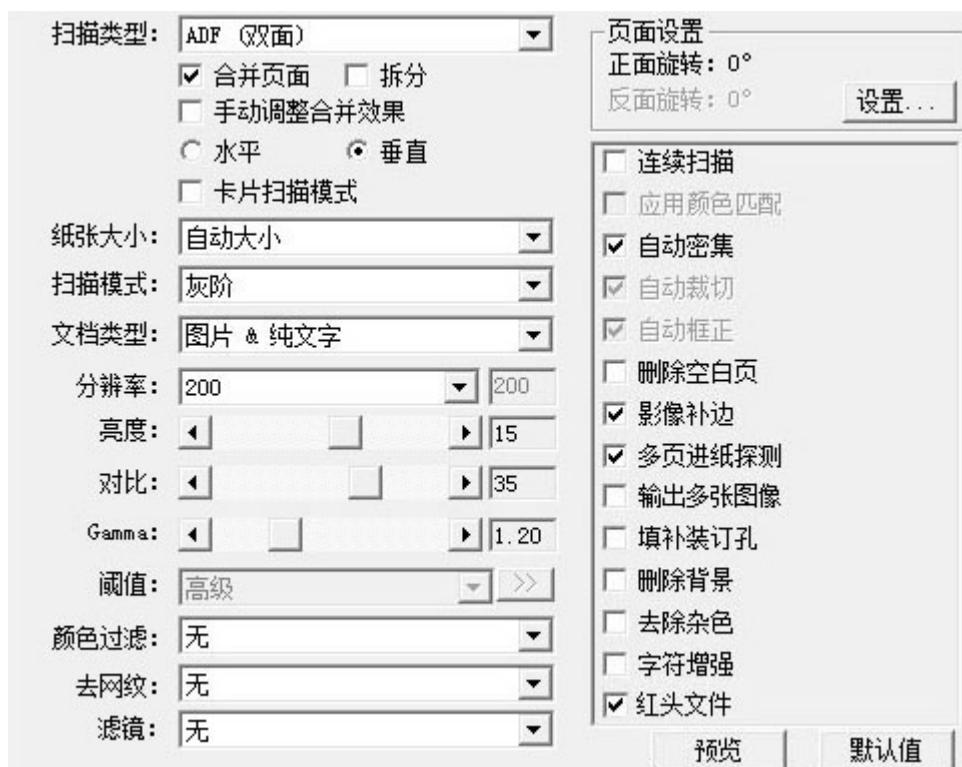 扫描类型: ADF (双面)
合并页面 拆分
手动调整合并效果
水平 垂直
卡片扫描模式
纸张大小: 自动大小
扫描模式: 灰阶
文档类型: 图片 & 纯文字
分辨率: 200 200
亮度: 15
对比: 35
Gamma: 1.20
阈值: 高级 >>
颜色过滤: 无
去网纹: 无
滤镜: 无
页面设置
正面旋转: 0°
反面旋转: 0° 设置...
连续扫描
应用颜色匹配
自动密集
自动裁切
自动框正
删除空白页
影像补边
多页进纸探测
输出多张图像
填补装订孔
删除背景
去除杂色
字符增强
红头文件
预览 默认值